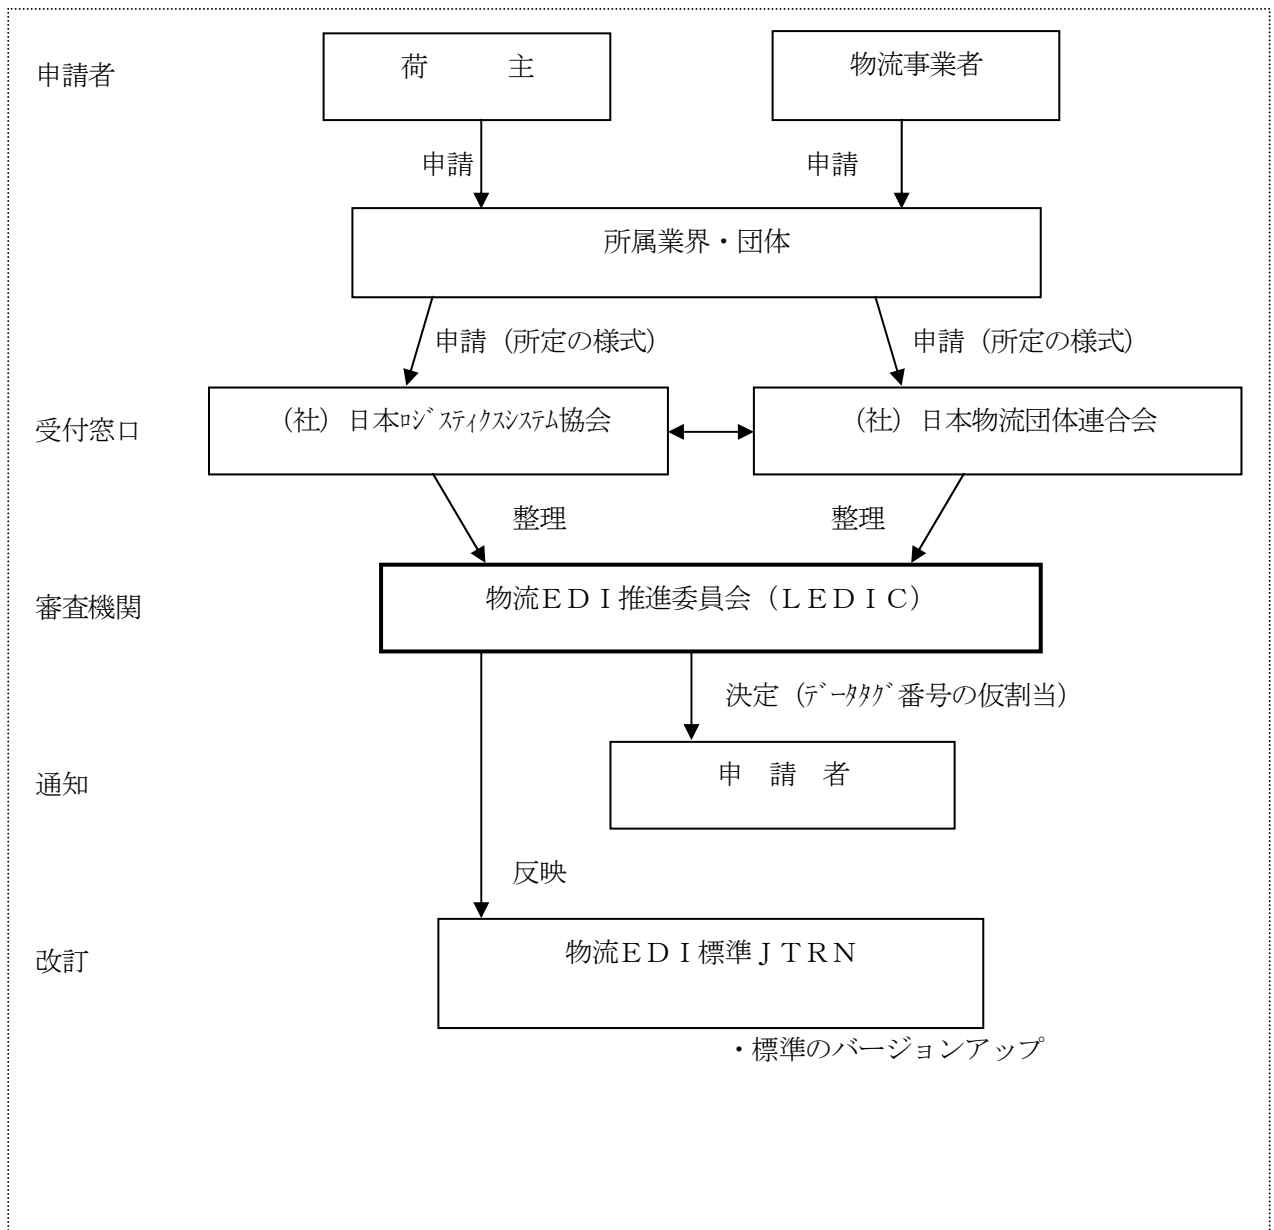 申請者
荷　　　主
物流事業者
申請
申請
所属業界・団体
申請（所定の様式）
申請（所定の様式）
受付窓口
（社）日本ﾛｼﾞｽﾃｨｸｽｼｽﾃﾑ協会
（社）日本物流団体連合会
整理
整理
審査機関
物流ＥＤＩ推進委員会（ＬＥＤＩＣ）
決定（ﾃﾞｰﾀﾀｸﾞ番号の仮割当）
通知
申　請　者
反映
改訂
物流ＥＤＩ標準ＪＴＲＮ
・標準のバージョンアップ